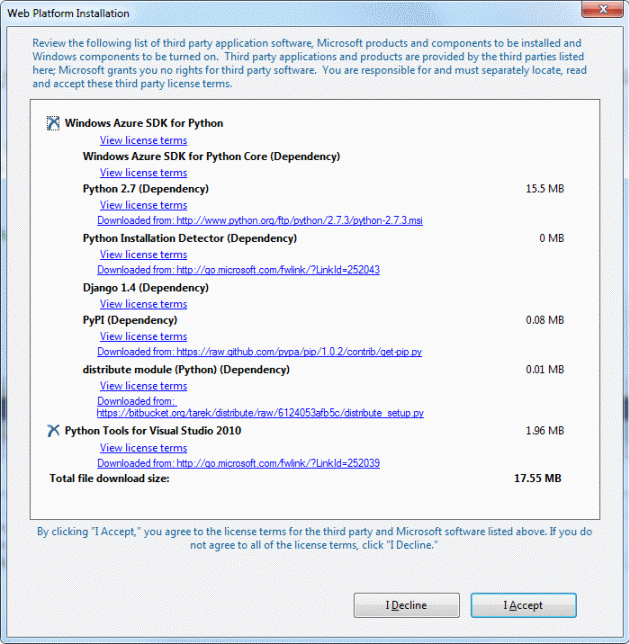 Web Platform Installation
Review the following list of third party application software, Microsoft products and components to be installed and
Windows components to be turned on. Third party applications and products are provided by the third parties listed
here; Microsoft grants you no rights for third party software. You are responsible for and must separately locate, read
and accept these third party license terms.
Windows Azure SDK for Python
View license terms
Windows Azure SDK for Python Core (Dependency)
View license terms
Python 2.7 (Dependency) 15.5 MB
View license terms
Downloaded from: http://www.python.org/ftp/python/2.7.3/python-2.7.3.msi
Python Installation Detector (Dependency) 0 MB
View license terms
Downloaded from: http://go.microsoft.com/fwlink/?LinkId=252043
Django 1.4 (Dependency)
View license terms
PyPI (Dependency) 0.08 MB
View license terms
Downloaded from: https://raw.github.com/pypa/pip/1.0.2/contrib/get-pip.py
distribute module (Python) (Dependency) 0.01 MB
View license terms
Downloaded from:
https://bitbucket.org/tarek/distribute/raw/6124053afb5c/distribute_setup.py
Python Tools for Visual Studio 2010 1.96 MB
View license terms
Downloaded from: http://go.microsoft.com/fwlink/?LinkId=252039
Total file download size: 17.55 MB
By clicking "I Accept," you agree to the license terms for the third party and Microsoft software listed above. If you do
not agree to all of the license terms, click "I Decline."
I Decline I Accept